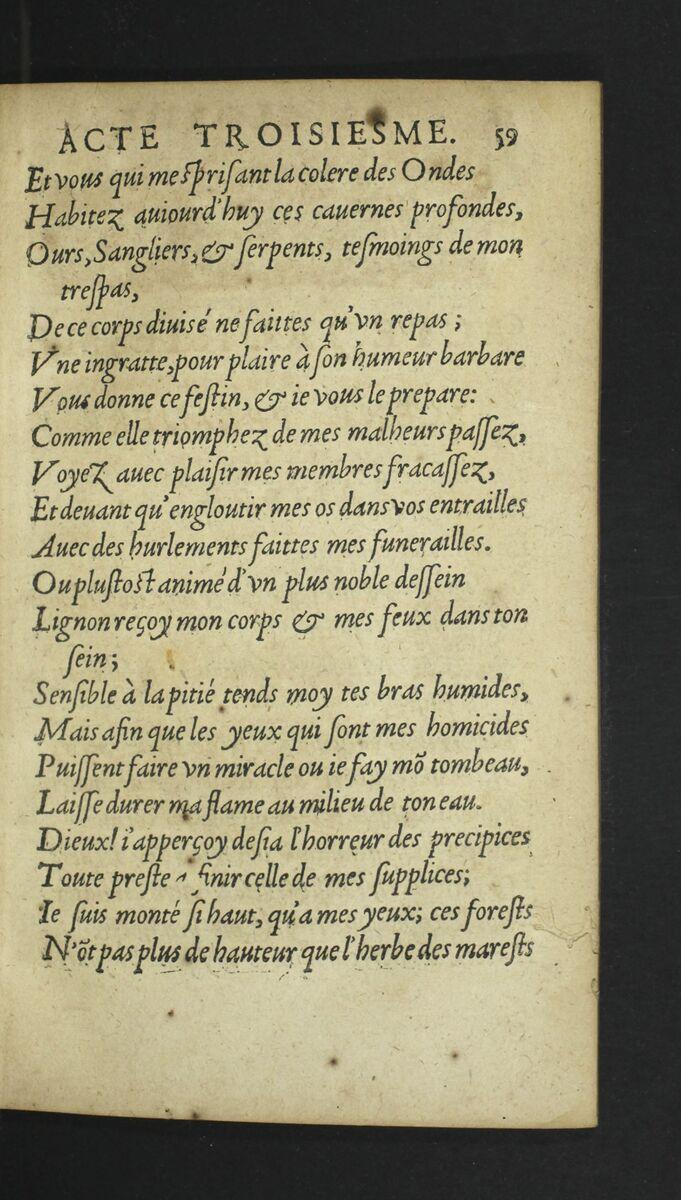 ACTE TROISIESME. 59
Et vous qui mesprisant la colere des Ondes
Habitez auiourd'huy ces cauernes profondes,
Ours, Sangliers, & serpents, tesmoings de mon
trespas,
De ce corps diuisé ne faittes qu'vn repas ;
Vne ingratte, pour plaire à son humeur barbare
Vous donne ce festin, & ie vous le prepare:
Comme elle triomphez de mes malheurs passez,
Voyez auec plaisir mes membres fracassez,
Et deuant qu'engloutir mes os dans vos entrailles
Auec des hurlements faittes mes funerailles.
Ou plustost animé d'vn plus noble dessein
Lignon reçoy mon corps & mes feux dans ton
sein;
Sensible à la pitié tends moy tes bras humides,
Mais afin que les yeux qui sont mes homicides
Puissent faire vn miracle ou ie fay mõ tombeau,
Laisse durer ma flame au milieu de ton eau.
Dieux! i'apperçoy desia l'horreur des precipices
Toute preste finir celle de mes supplices;
Ie suis monté si haut, qu'a mes yeux; ces forests
N'õt pas plus de hauteur que l'herbe des marests